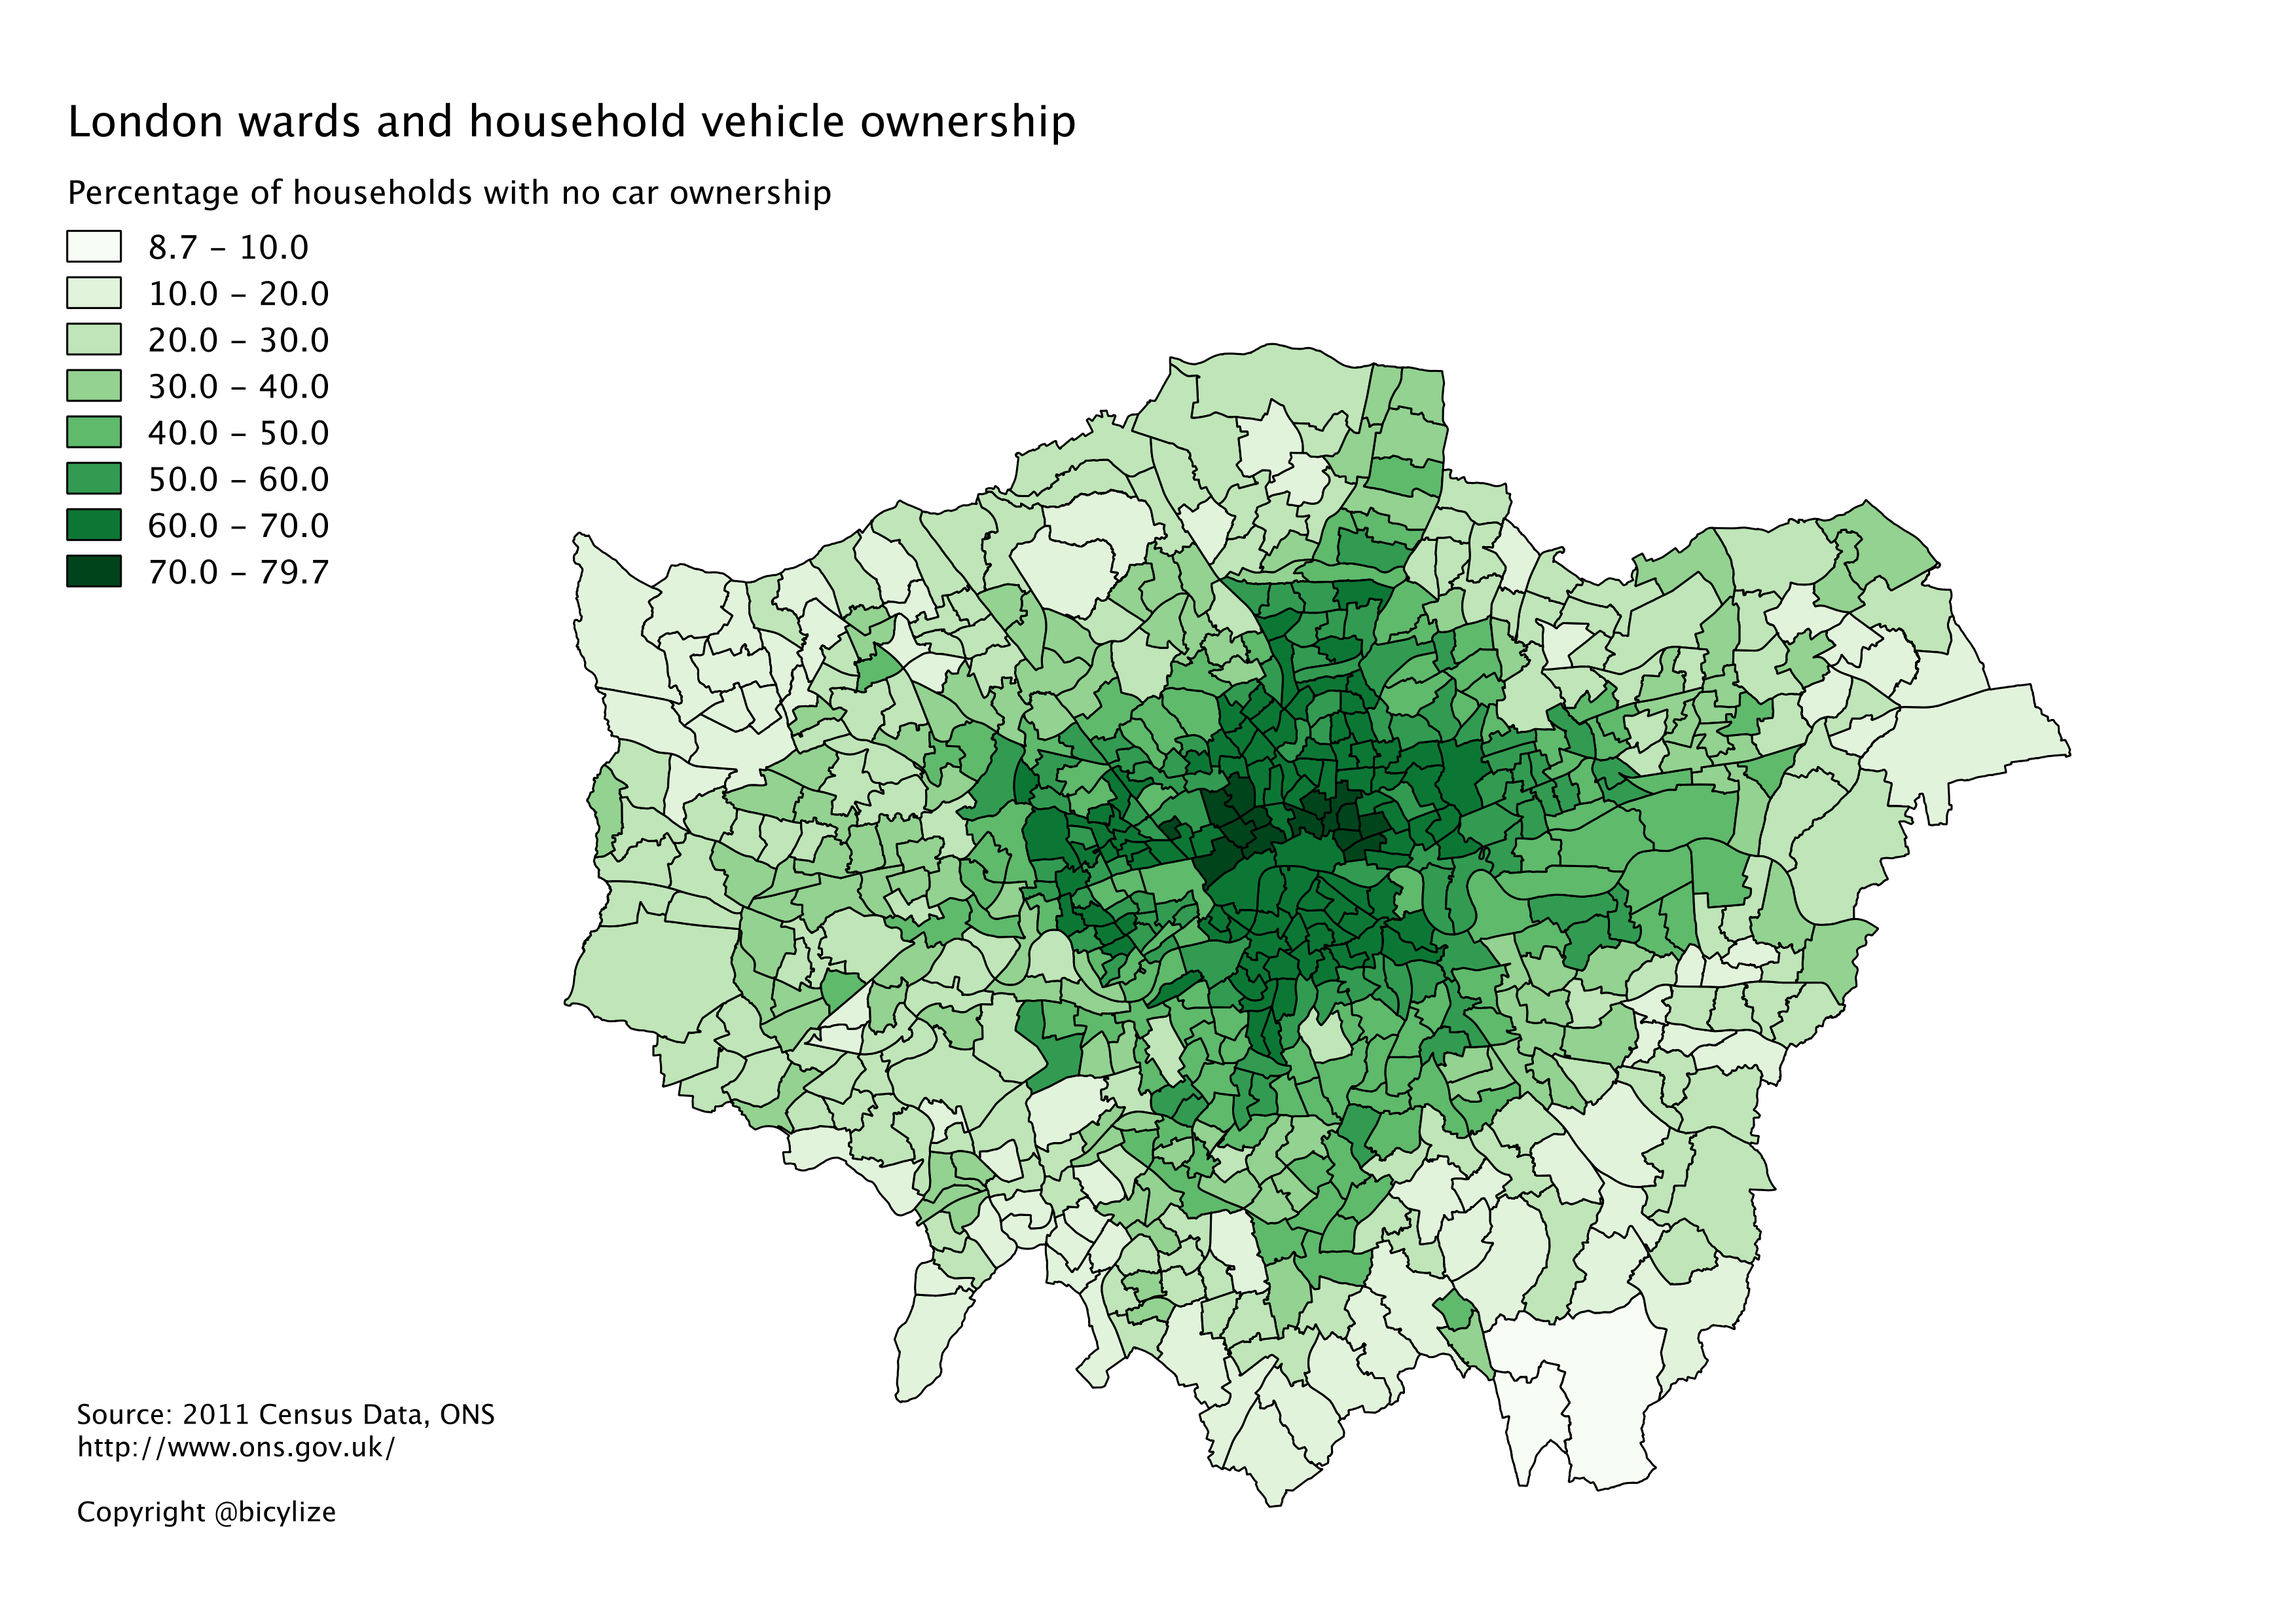 London wards and household vehicle ownership
Percentage of households with no car ownership
8.7 – 10.0
10.0 – 20.0
20.0 – 30.0
30.0 – 40.0
40.0 – 50.0
50.0 – 60.0
60.0 – 70.0
70.0 – 79.7
Source: 2011 Census Data, ONS
http://www.ons.gov.uk/
Copyright @bicylize